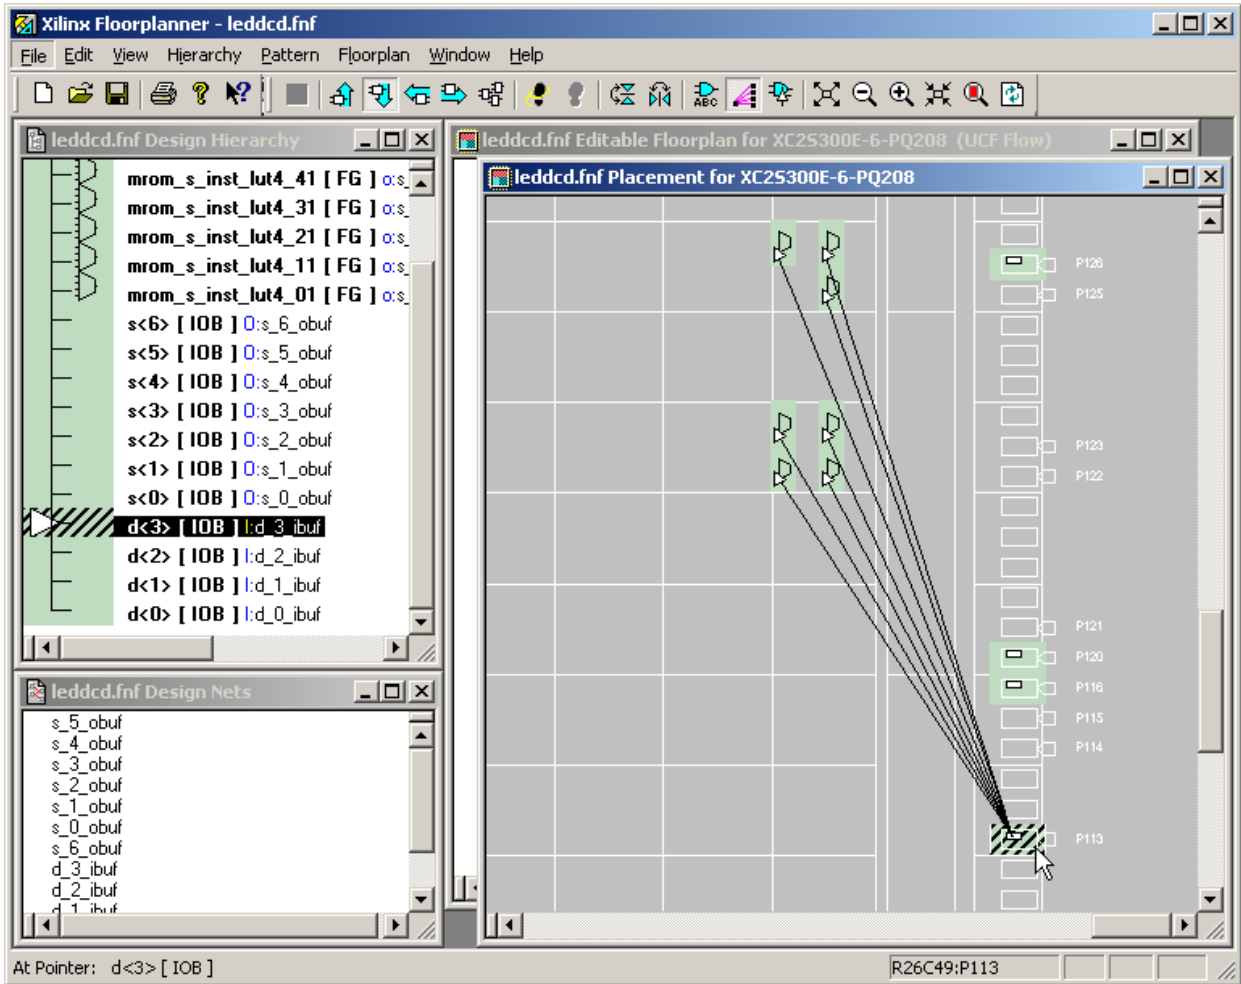 Xilinx Floorplanner - leddcd.fnf
File Edit View Hierarchy Pattern Floorplan Window Help
ABC
leddcd.fnf Design Hierarchy
mrom_s_inst_lut4_41 [ FG ] o:s_
mrom_s_inst_lut4_31 [ FG ] o:s_
mrom_s_inst_lut4_21 [ FG ] o:s_
mrom_s_inst_lut4_11 [ FG ] o:s_
mrom_s_inst_lut4_01 [ FG ] o:s_
s<6> [ IOB ] O:s_6_obuf
s<5> [ IOB ] O:s_5_obuf
s<4> [ IOB ] O:s_4_obuf
s<3> [ IOB ] O:s_3_obuf
s<2> [ IOB ] O:s_2_obuf
s<1> [ IOB ] O:s_1_obuf
s<0> [ IOB ] O:s_0_obuf
d<3> [ IOB ] I:d_3_ibuf
d<2> [ IOB ] I:d_2_ibuf
d<1> [ IOB ] I:d_1_ibuf
d<0> [ IOB ] I:d_0_ibuf
leddcd.fnf Design Nets
s_5_obuf
s_4_obuf
s_3_obuf
s_2_obuf
s_1_obuf
s_0_obuf
s_6_obuf
d_3_ibuf
d_2_ibuf
d_1_ibuf
leddcd.fnf Editable Floorplan for XC2S300E-6-PQ208 (UCF Flow)
leddcd.fnf Placement for XC2S300E-6-PQ208
P126
P125
P123
P122
P121
P120
P116
P115
P114
P113
At Pointer: d<3> [ IOB ]
R26C49:P113